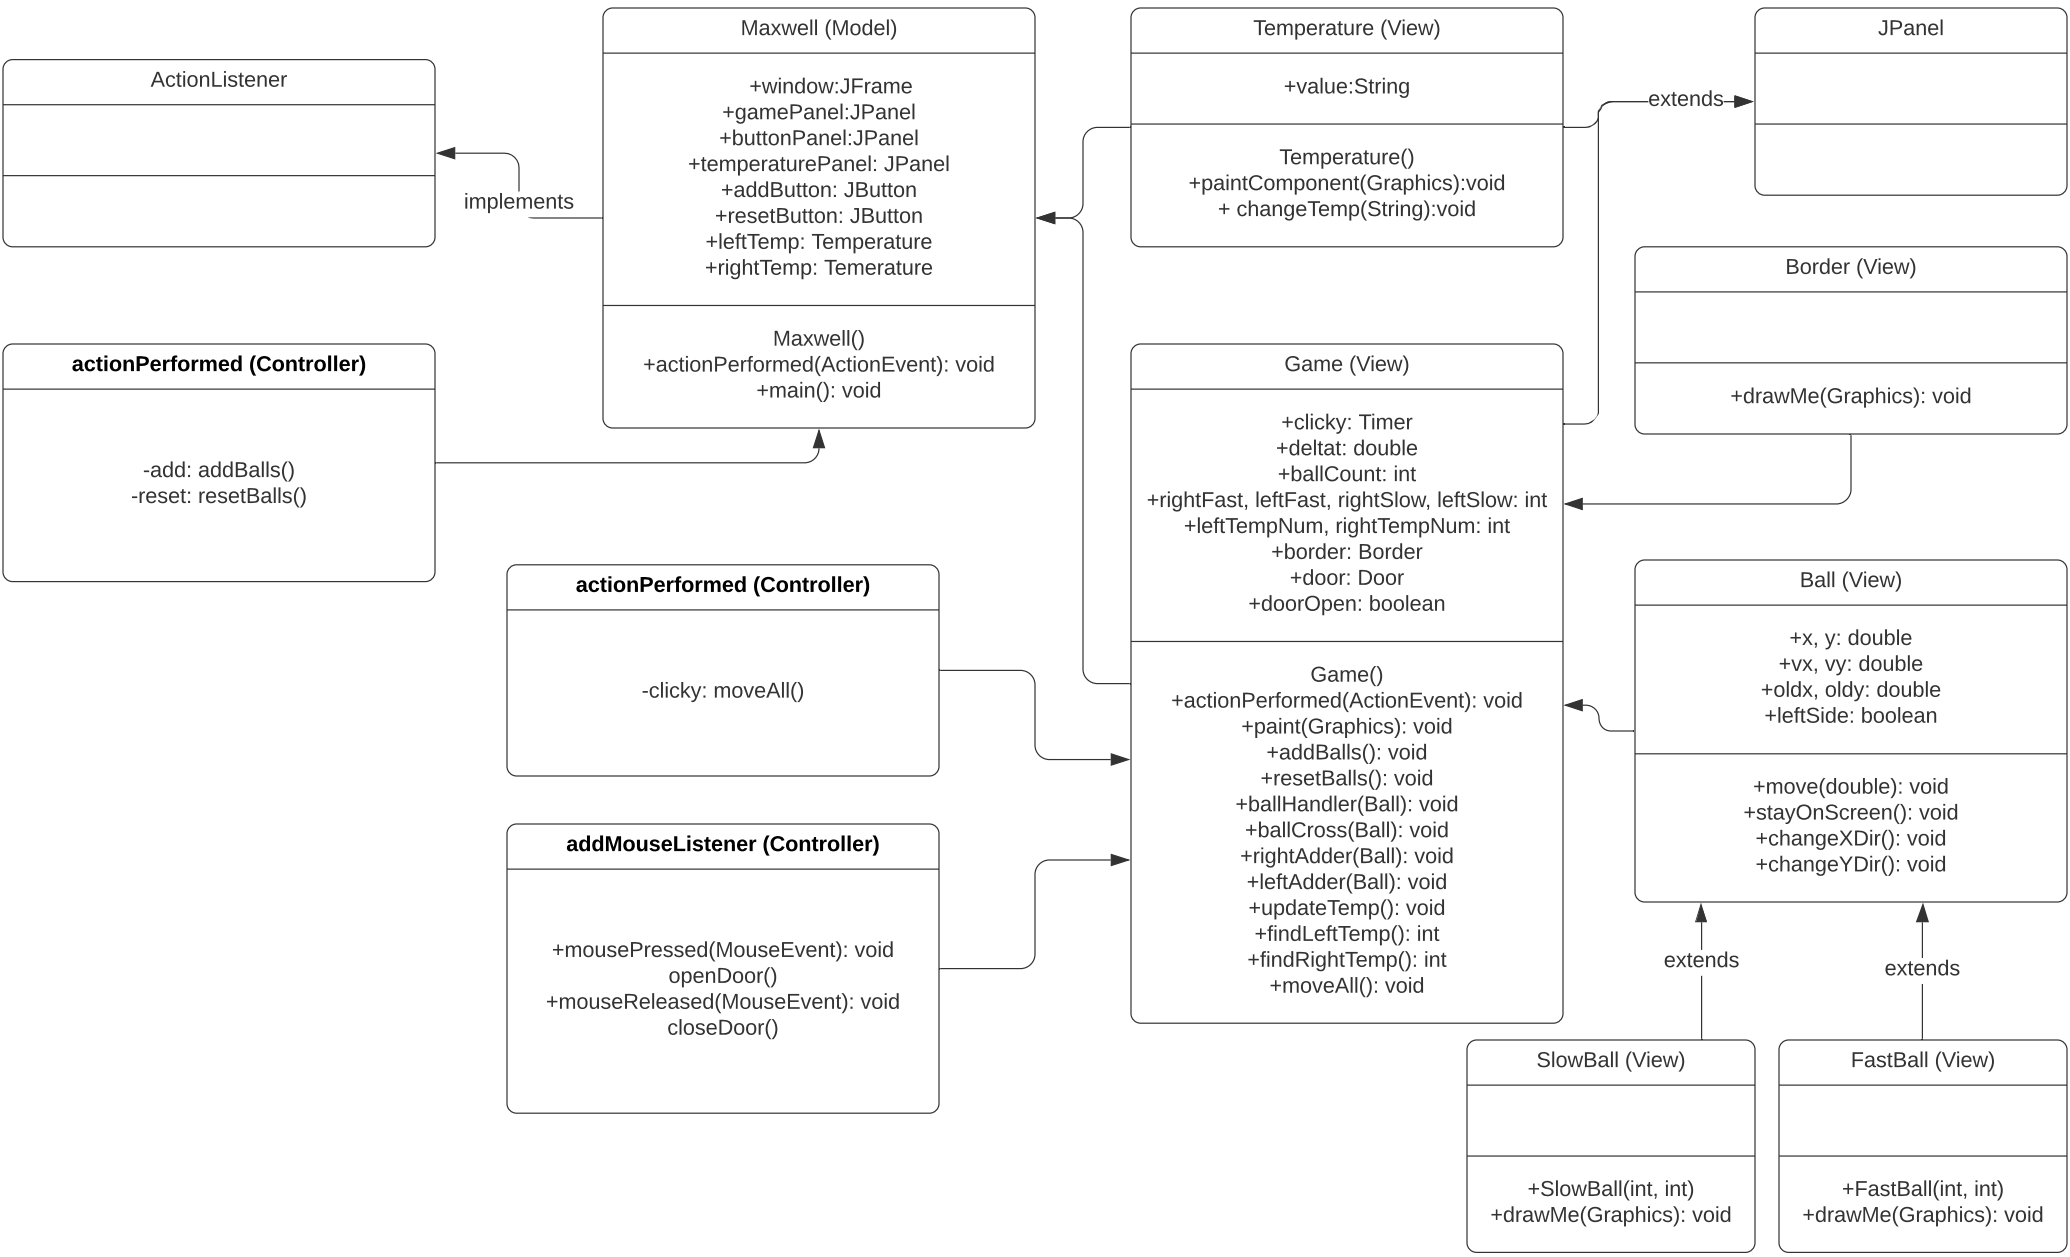 ActionListener
implements
Maxwell (Model)
+window:JFrame
+gamePanel:JPanel
+buttonPanel:JPanel
+temperaturePanel: JPanel
+addButton: JButton
+resetButton: JButton
+leftTemp: Temperature
+rightTemp: Temerature
Maxwell()
+actionPerformed(ActionEvent): void
+main(): void
Temperature (View)
+value:String
Temperature()
+paintComponent(Graphics):void
+ changeTemp(String):void
extends
JPanel
Border (View)
+drawMe(Graphics): void
actionPerformed (Controller)
-add: addBalls()
-reset: resetBalls()
actionPerformed (Controller)
-clicky: moveAll()
addMouseListener (Controller)
+mousePressed(MouseEvent): void
openDoor()
+mouseReleased(MouseEvent): void
closeDoor()
Game (View)
+clicky: Timer
+deltat: double
+ballCount: int
+rightFast, leftFast, rightSlow, leftSlow: int
+leftTempNum, rightTempNum: int
+border: Border
+door: Door
+doorOpen: boolean
Game()
+actionPerformed(ActionEvent): void
+paint(Graphics): void
+addBalls(): void
+resetBalls(): void
+ballHandler(Ball): void
+ballCross(Ball): void
+rightAdder(Ball): void
+leftAdder(Ball): void
+updateTemp(): void
+findLeftTemp(): int
+findRightTemp(): int
+moveAll(): void
Ball (View)
+x, y: double
+vx, vy: double
+oldx, oldy: double
+leftSide: boolean
+move(double): void
+stayOnScreen(): void
+changeXDir(): void
+changeYDir(): void
extends
extends
SlowBall (View)
+SlowBall(int, int)
+drawMe(Graphics): void
FastBall (View)
+FastBall(int, int)
+drawMe(Graphics): void